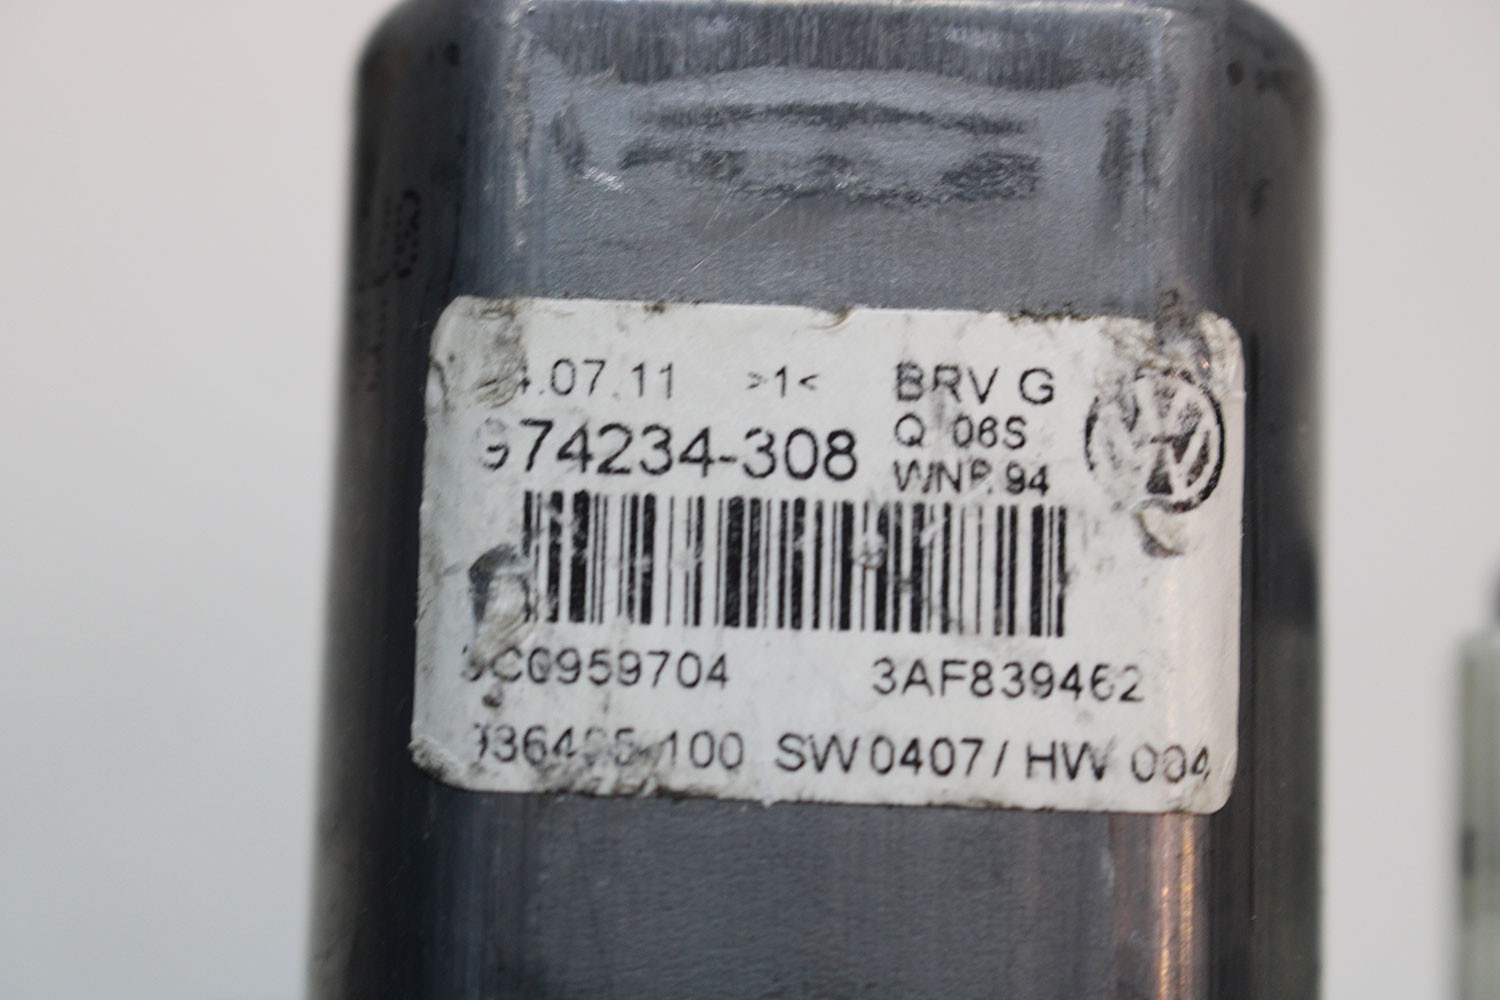 .07.11 >1< BRV G
974234-308 Q 06S
WNR 94
3C0959704 3AF839462
SW0407/ HW 004